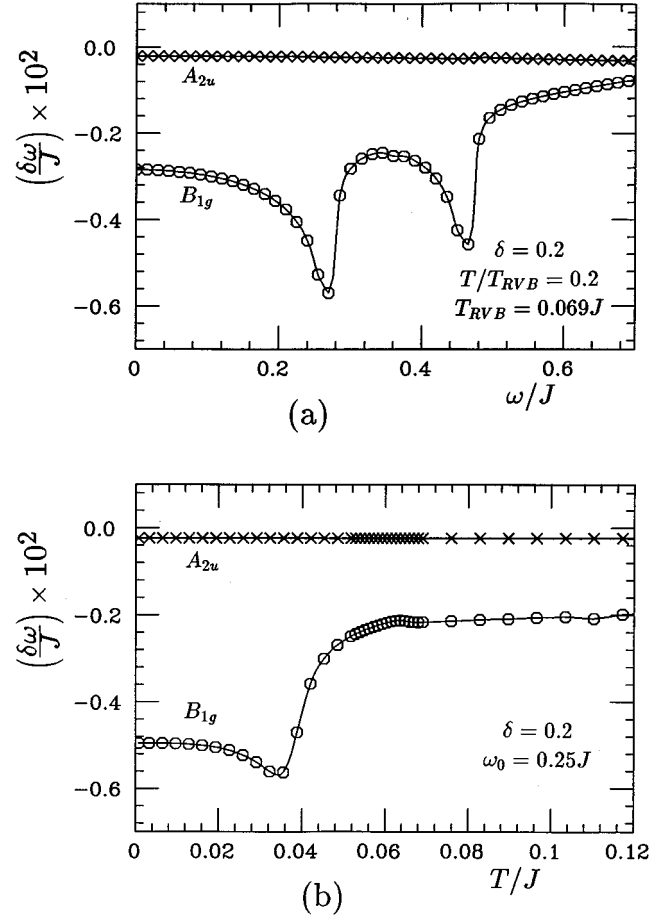 0.0
-0.2
-0.4
-0.6
(δω/J) × 10²
A₂ᵤ
B₁g
δ = 0.2
T/T_RVB = 0.2
T_RVB = 0.069J
0 0.2 0.4 0.6
ω/J
(a)
0.0
-0.2
-0.4
-0.6
(δω/J) × 10²
A₂ᵤ
B₁g
δ = 0.2
ω₀ = 0.25J
0 0.02 0.04 0.06 0.08 0.1 0.12
T/J
(b)